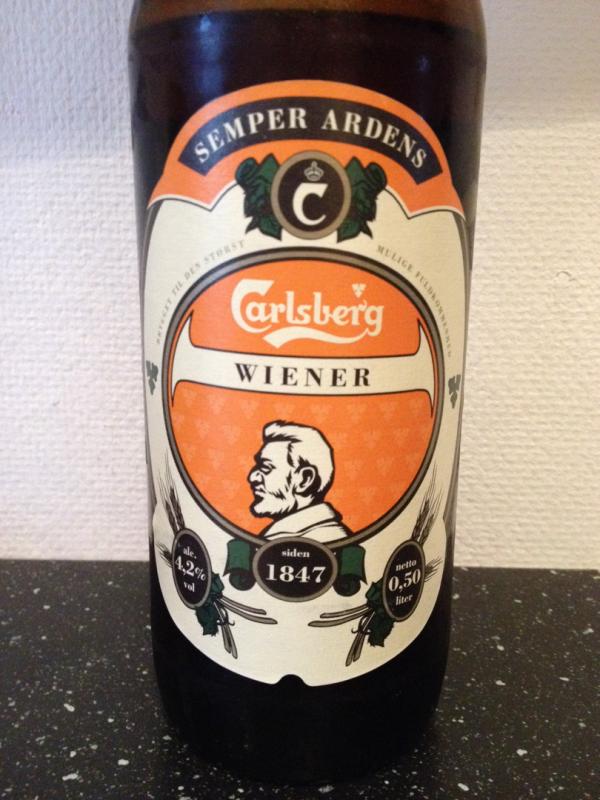 SEMPER ARDENS
C
BRYGGET TIL DEN STØRST
MULIGE FULDKOMMENHED
Carlsberg
WIENER
alc.
4,2%
vol
siden
1847
netto
0,50
liter